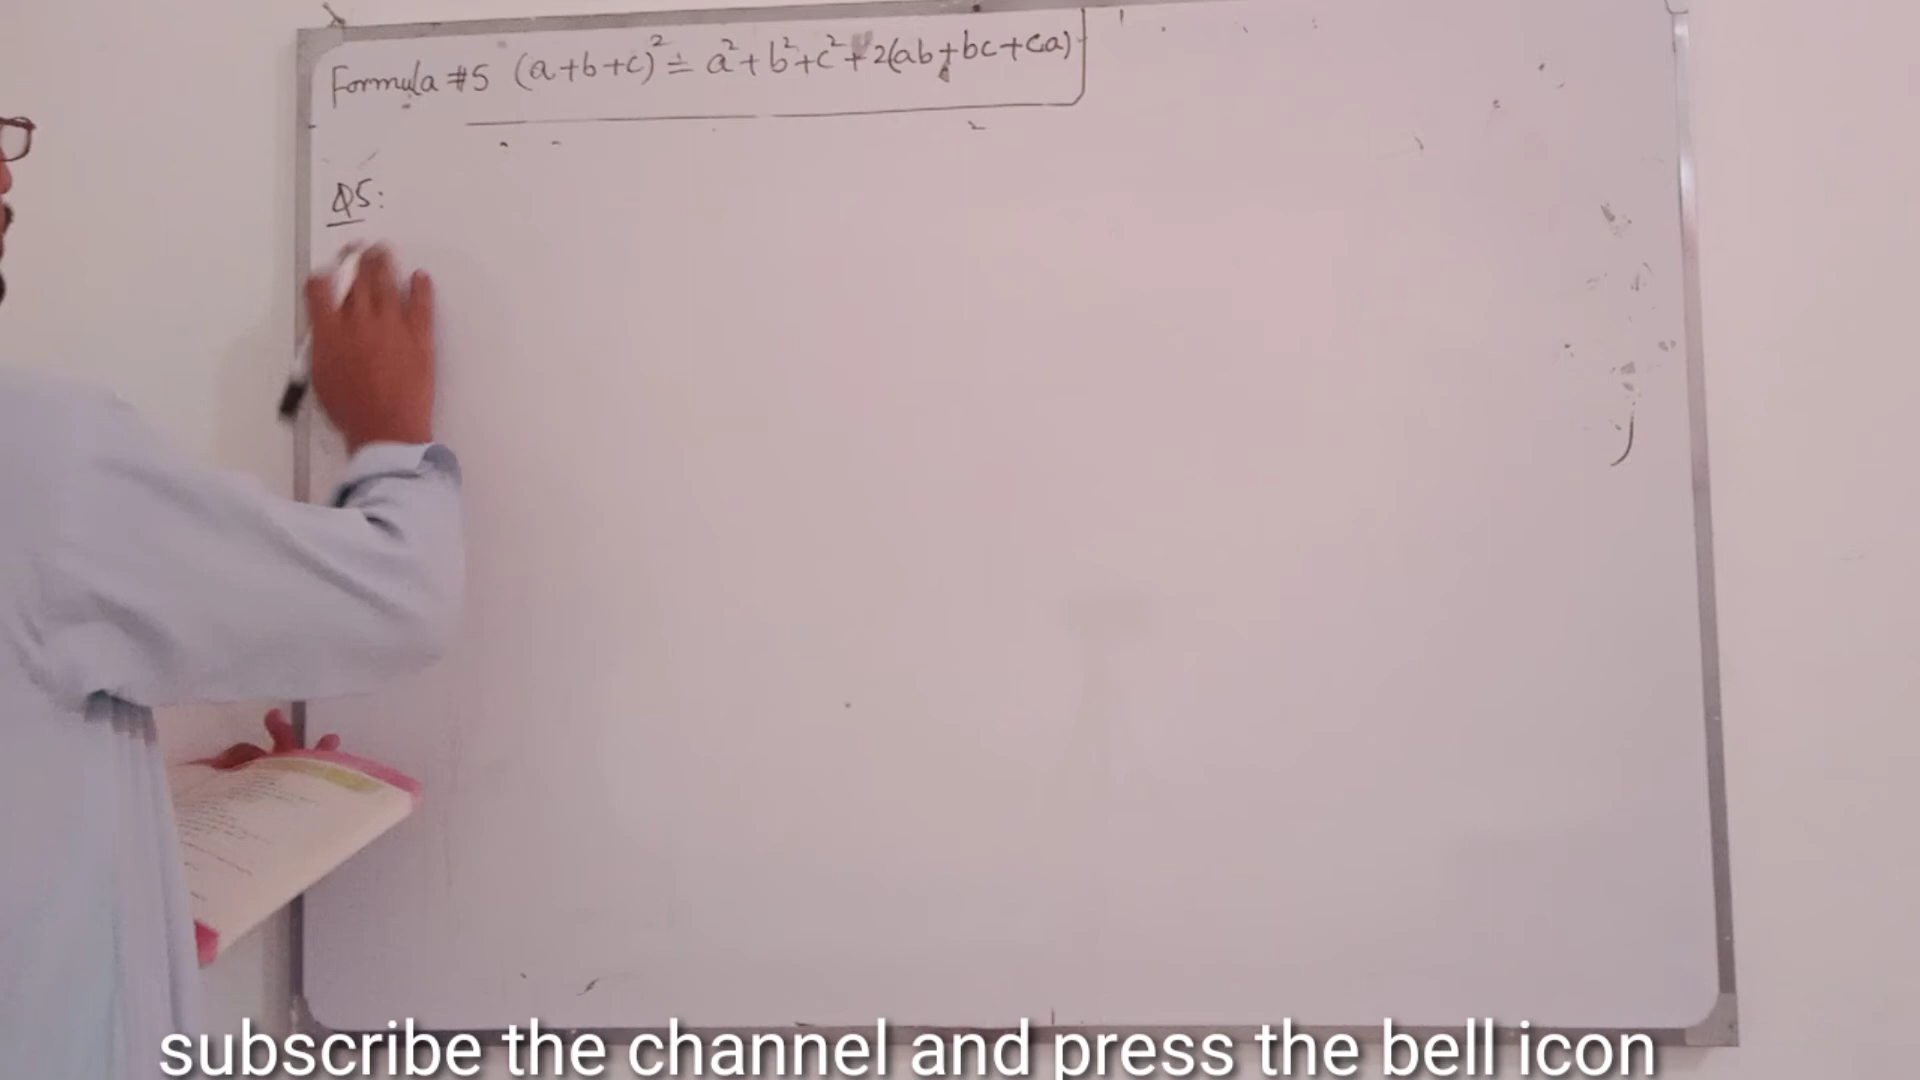 Formula #5 (a+b+c)² = a²+b²+c²+2(ab+bc+ca)
Q5:
subscribe the channel and press the bell icon